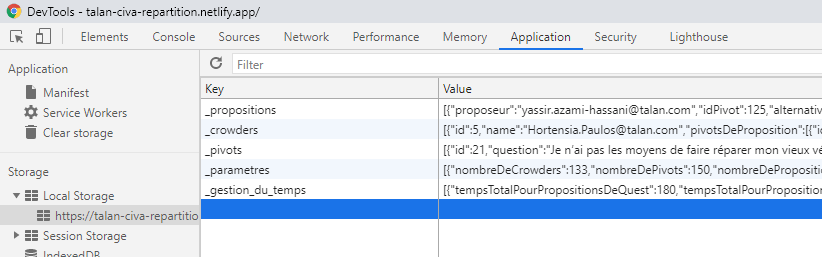 DevTools - talan-civa-repartition.netlify.app/
Elements Console Sources Network Performance Memory Application Security Lighthouse
Application
Manifest
Service Workers
Clear storage
Storage
Local Storage
https://talan-civa-repartitio
Session Storage
IndexedDB
Filter
Key Value
_propositions [{"proposeur":"yassir.azami-hassani@talan.com","idPivot":125,"alternativ
_crowders [{"id":5,"name":"Hortensia.Paulos@talan.com","pivotsDeProposition":[{"ic
_pivots [{"id":21,"question":"Je n'ai pas les moyens de faire réparer mon vieux vé
_parametres [{"nombreDeCrowders":133,"nombreDePivots":150,"nombreDePropositio
_gestion_du_temps [{"tempsTotalPourPropositionsDeQuest":180,"tempsTotalPourProposition